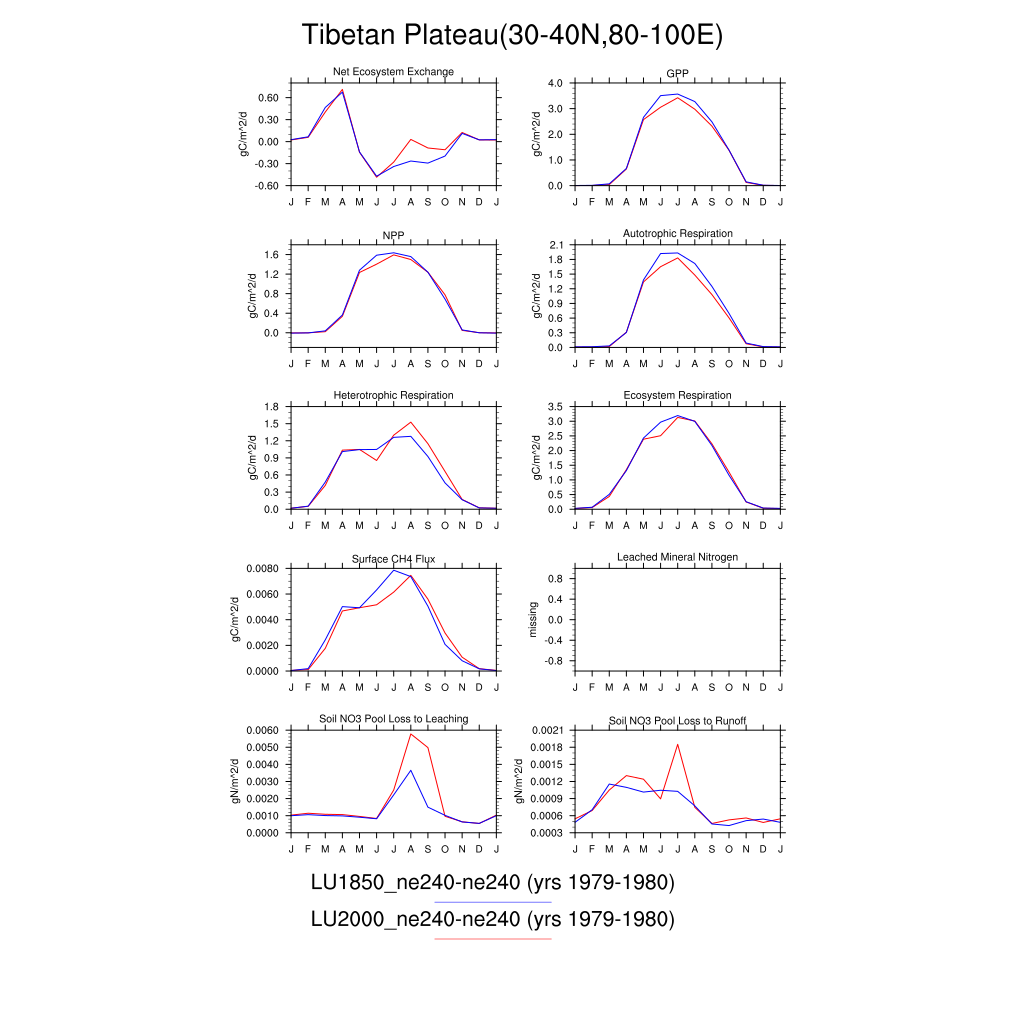 Tibetan Plateau(30-40N,80-100E)
Net Ecosystem Exchange
gC/m^2/d
0.60
0.30
0.00
-0.30
-0.60
J F M A M J J A S O N D J
GPP
gC/m^2/d
4.0
3.0
2.0
1.0
0.0
J F M A M J J A S O N D J
NPP
gC/m^2/d
1.6
1.2
0.8
0.4
0.0
J F M A M J J A S O N D J
Autotrophic Respiration
gC/m^2/d
2.1
1.8
1.5
1.2
0.9
0.6
0.3
0.0
J F M A M J J A S O N D J
Heterotrophic Respiration
gC/m^2/d
1.8
1.5
1.2
0.9
0.6
0.3
0.0
J F M A M J J A S O N D J
Ecosystem Respiration
gC/m^2/d
3.5
3.0
2.5
2.0
1.5
1.0
0.5
0.0
J F M A M J J A S O N D J
Surface CH4 Flux
gC/m^2/d
0.0080
0.0060
0.0040
0.0020
0.0000
J F M A M J J A S O N D J
Leached Mineral Nitrogen
missing
0.8
0.4
0.0
-0.4
-0.8
J F M A M J J A S O N D J
Soil NO3 Pool Loss to Leaching
gN/m^2/d
0.0060
0.0050
0.0040
0.0030
0.0020
0.0010
0.0000
J F M A M J J A S O N D J
Soil NO3 Pool Loss to Runoff
gN/m^2/d
0.0021
0.0018
0.0015
0.0012
0.0009
0.0006
0.0003
J F M A M J J A S O N D J
LU1850_ne240-ne240 (yrs 1979-1980)
LU2000_ne240-ne240 (yrs 1979-1980)